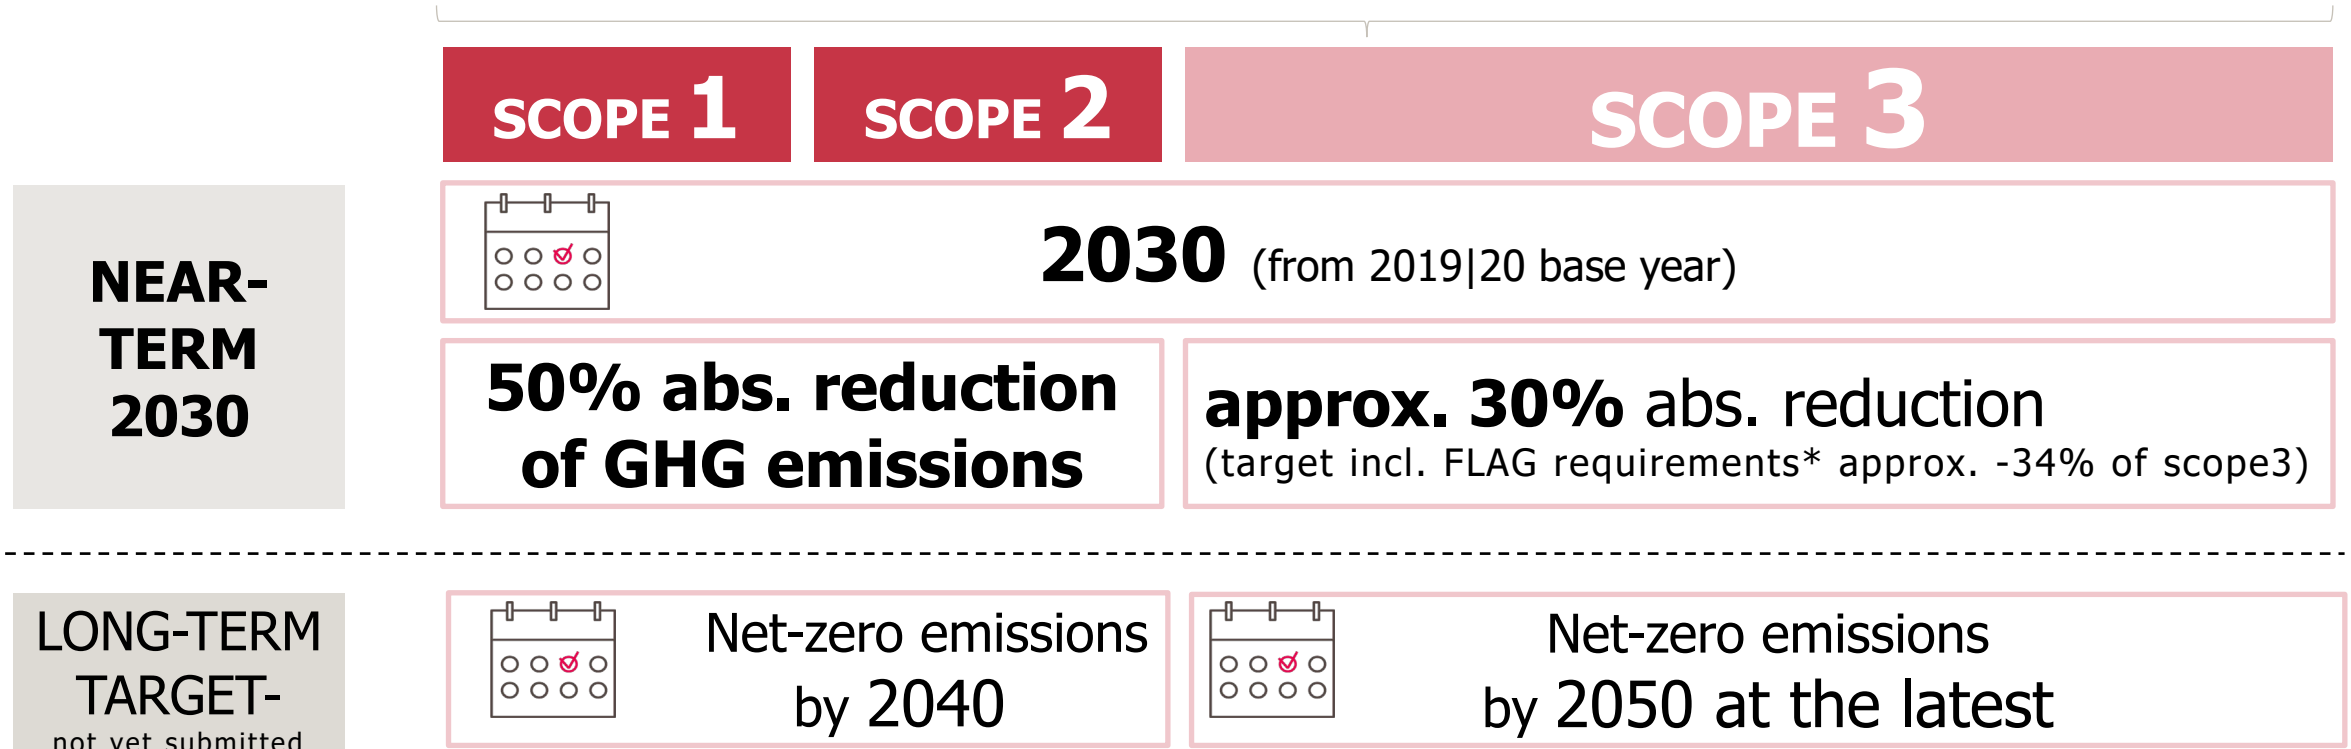 SCOPE 1
SCOPE 2
SCOPE 3
NEAR-
TERM
2030
2030 (from 2019|20 base year)
50% abs. reduction
of GHG emissions
approx. 30% abs. reduction
(target incl. FLAG requirements* approx. -34% of scope3)
LONG-TERM
TARGET-
not yet submitted
Net-zero emissions
by 2040
Net-zero emissions
by 2050 at the latest